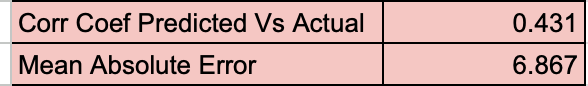 Corr Coef Predicted Vs Actual 0.431
Mean Absolute Error 6.867